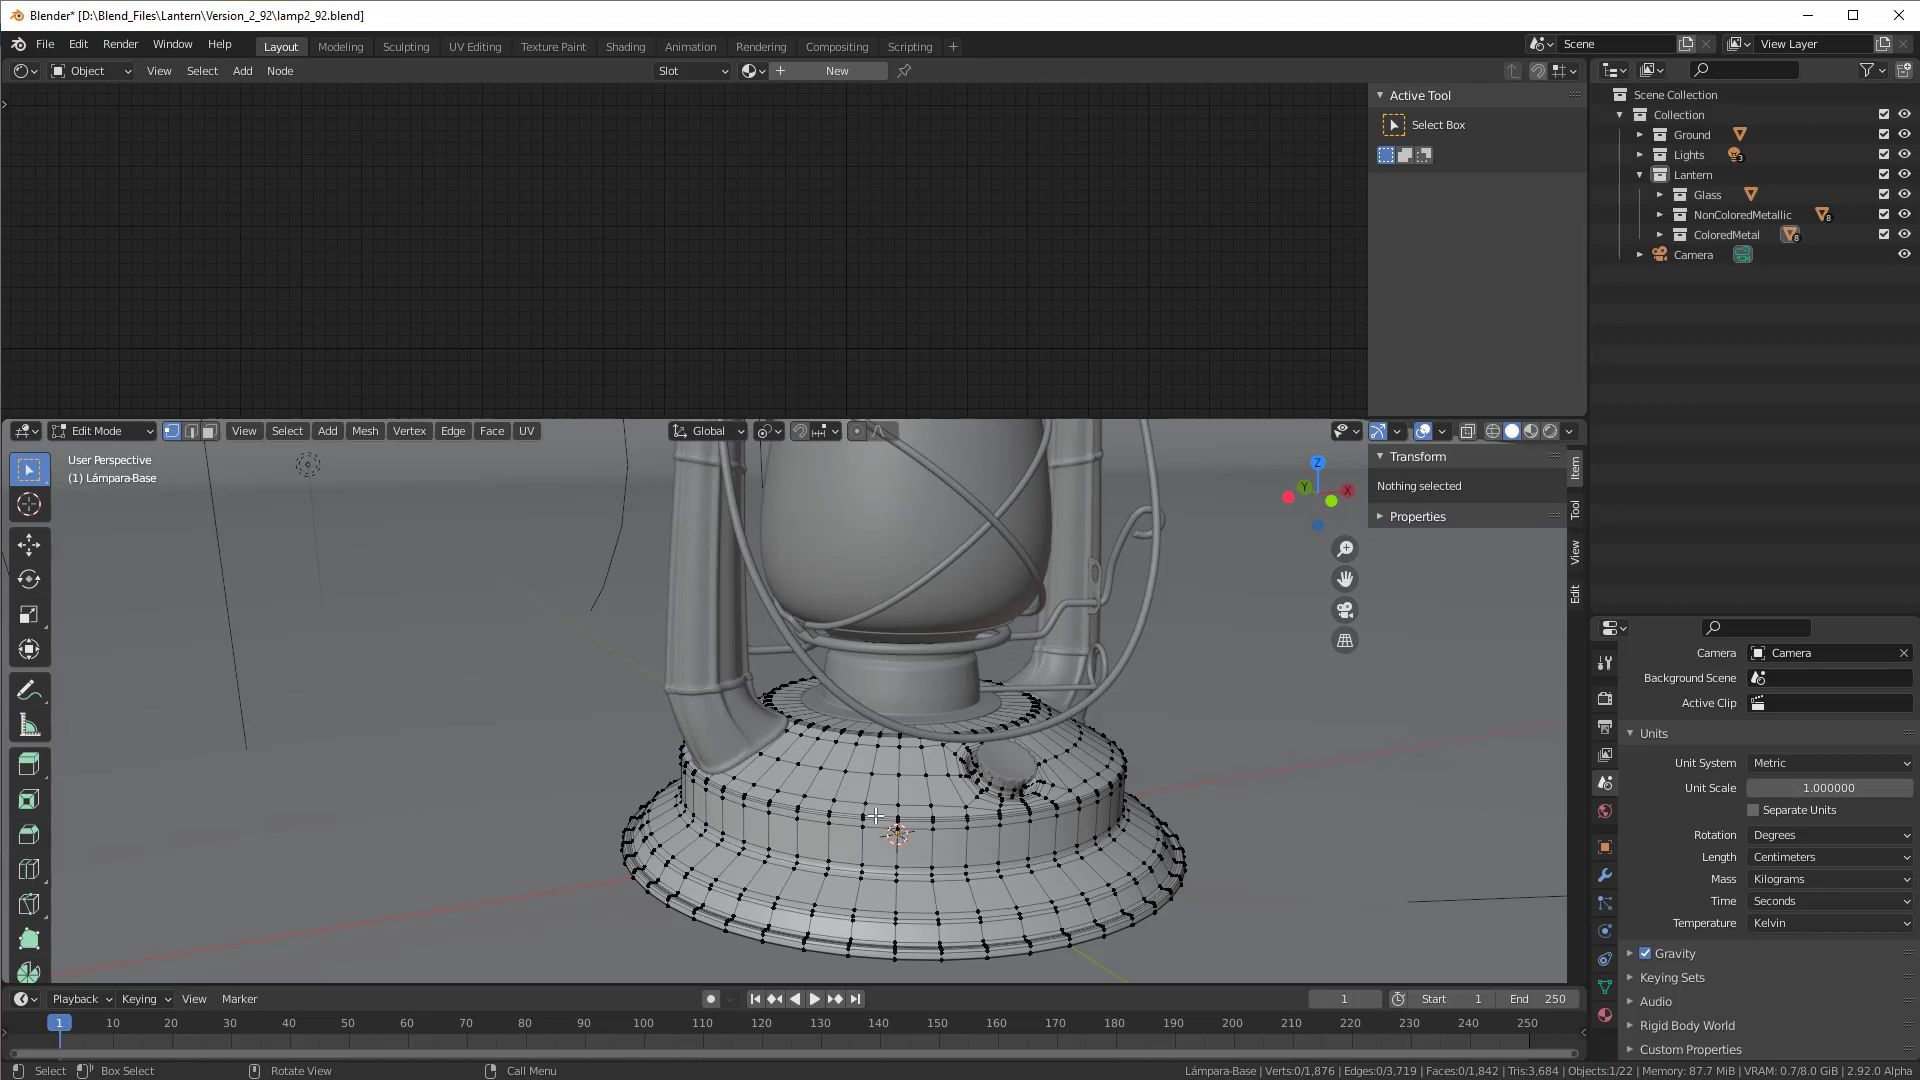 Blender* [D:\Blend_Files\Lantern\Version_2_92\lamp2_92.blend]
File Edit Render Window Help
Layout Modeling Sculpting UV Editing Texture Paint Shading Animation Rendering Compositing Scripting +
Scene
View Layer
Object View Select Add Node
Slot
New
Active Tool
Select Box
Scene Collection
Collection
Ground
Lights 3
Lantern
Glass
NonColoredMetallic 8
ColoredMetal 8
Camera
Edit Mode View Select Add Mesh Vertex Edge Face UV
Global
User Perspective
(1) Lámpara-Base
Z
Y
X
Transform
Nothing selected
Properties
Item
Tool
View
Edit
Camera Camera
Background Scene
Active Clip
Units
Unit System Metric
Unit Scale 1.000000
Separate Units
Rotation Degrees
Length Centimeters
Mass Kilograms
Time Seconds
Temperature Kelvin
Gravity
Keying Sets
Audio
Rigid Body World
Custom Properties
Playback Keying View Marker
1
Start 1
End 250
1 10 20 30 40 50 60 70 80 90 100 110 120 130 140 150 160 170 180 190 200 210 220 230 240 250
Select Box Select Rotate View Call Menu
Lámpara-Base | Verts:0/1,876 | Edges:0/3,719 | Faces:0/1,842 | Tris:3,684 | Objects:1/22 | Memory: 87.7 MiB | VRAM: 0.7/8.0 GiB | 2.92.0 Alpha